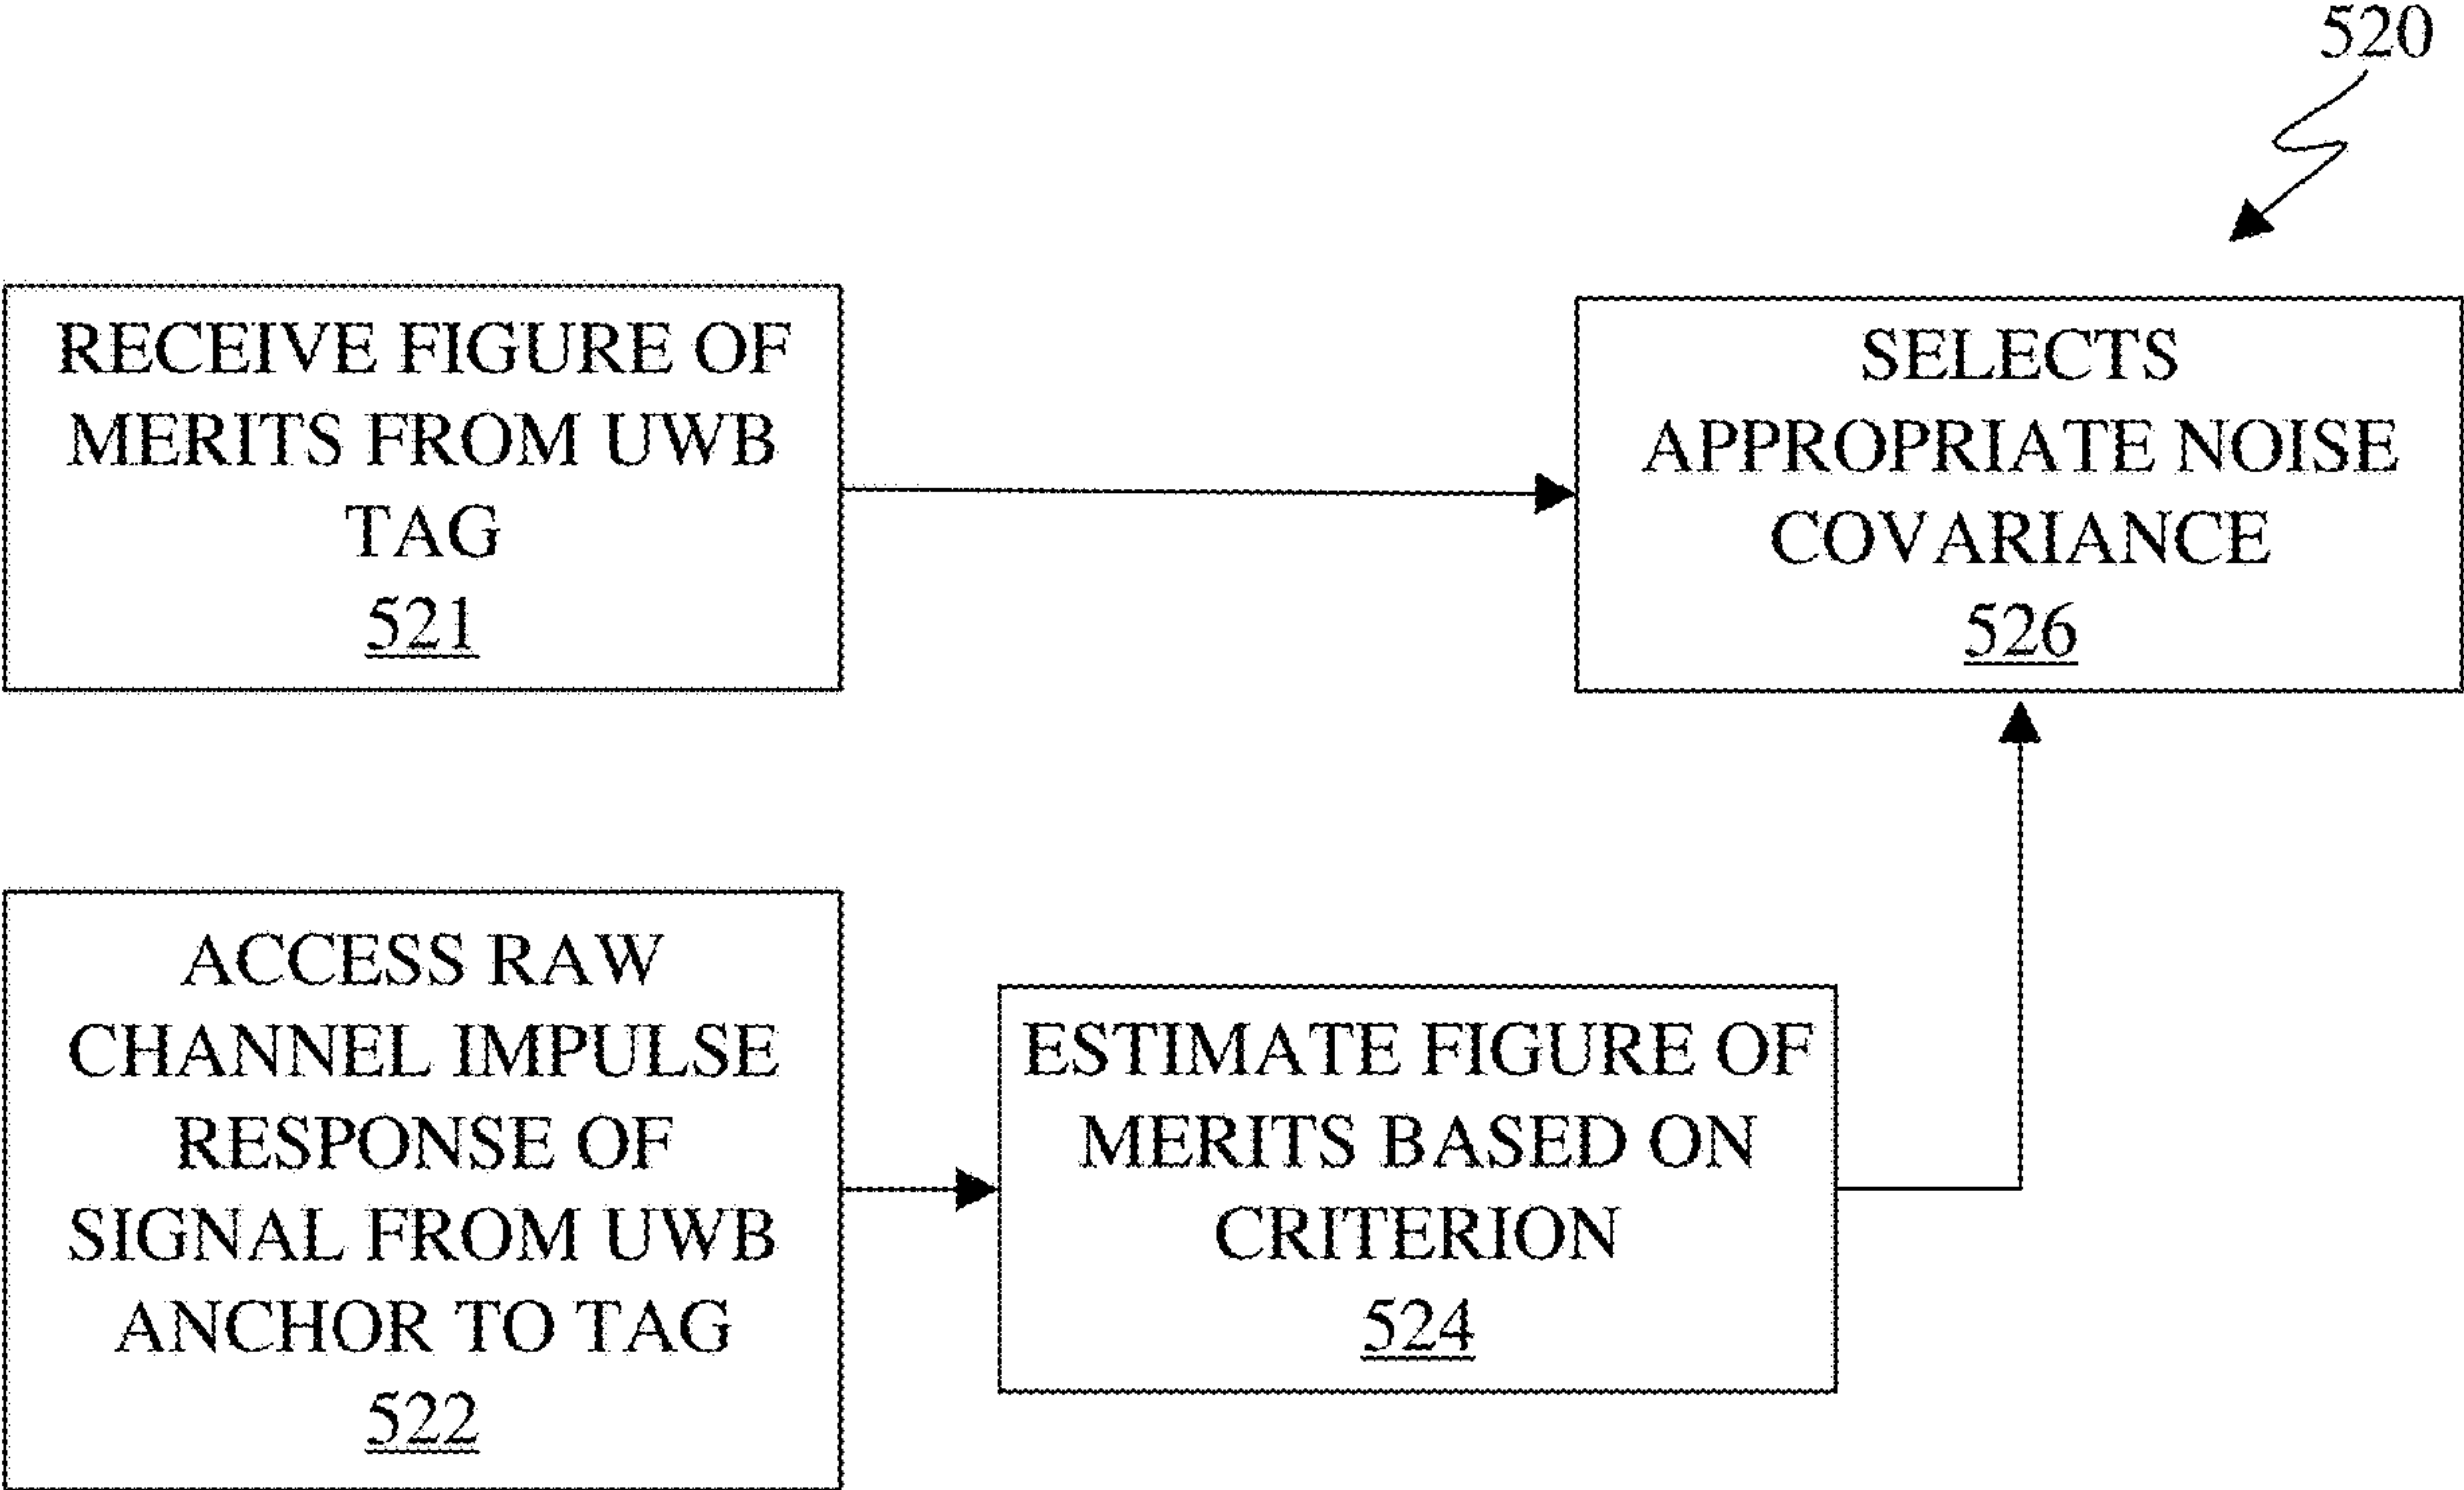 520
RECEIVE FIGURE OF
MERITS FROM UWB
TAG
521
SELECTS
APPROPRIATE NOISE
COVARIANCE
526
ACCESS RAW
CHANNEL IMPULSE
RESPONSE OF
SIGNAL FROM UWB
ANCHOR TO TAG
522
ESTIMATE FIGURE OF
MERITS BASED ON
CRITERION
524